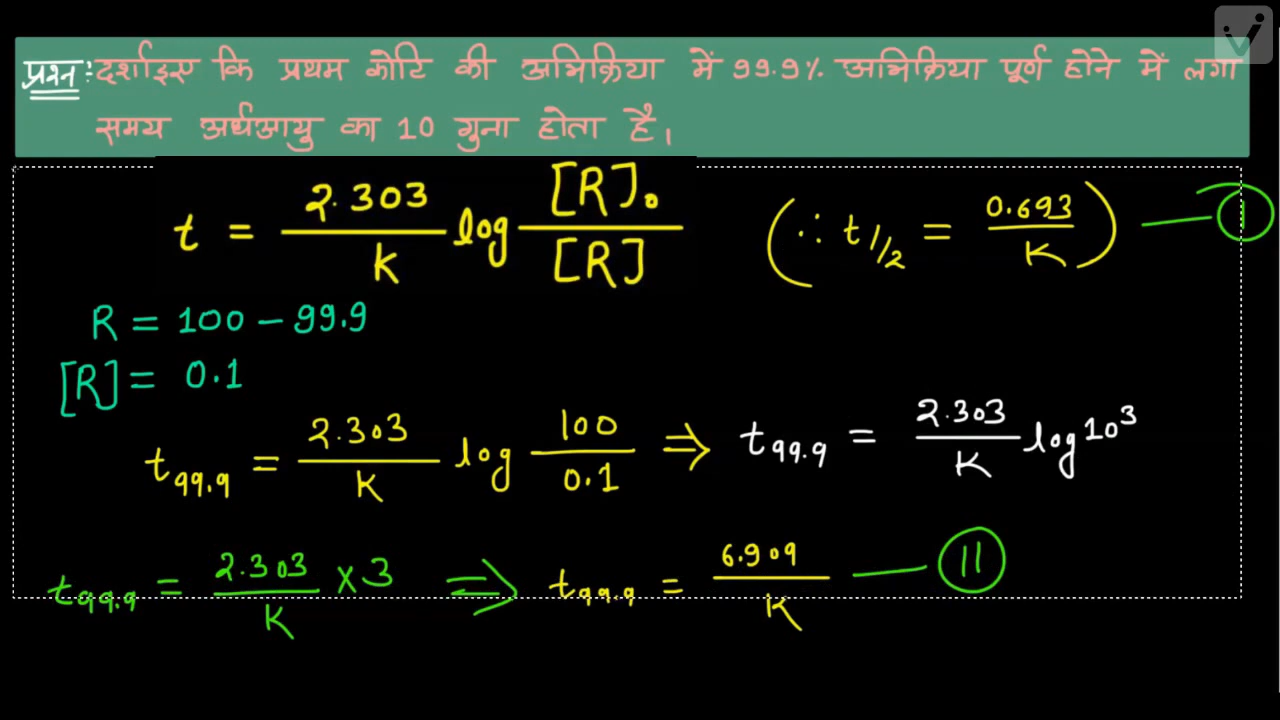 प्रश्न:- दर्शाइए कि प्रथम कोटि की अभिक्रिया में 99.9% अभिक्रिया पूर्ण होने में लगा
समय अर्धआयु का 10 गुना होता है।
t = 2.303/k log [R]₀/[R] (∵ t1/2 = 0.693/K) — I
R = 100 - 99.9
[R] = 0.1
t99.9 = 2.303/K log 100/0.1 ⇒ t99.9 = 2.303/K log 10³
t99.9 = 2.303/K × 3 ⇒ t99.9 = 6.909/K — II